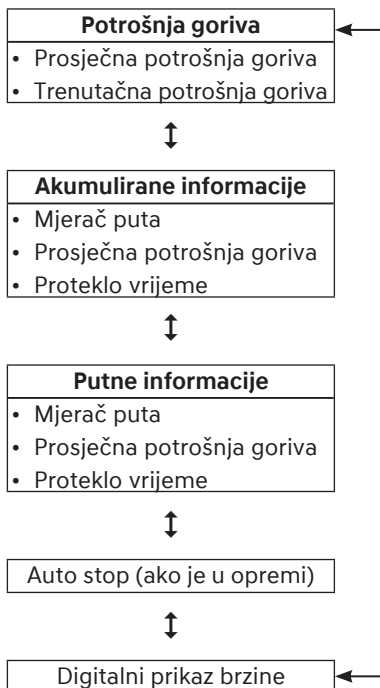 Potrošnja goriva
• Prosječna potrošnja goriva
• Trenutačna potrošnja goriva
Akumulirane informacije
• Mjerač puta
• Prosječna potrošnja goriva
• Proteklo vrijeme
Putne informacije
• Mjerač puta
• Prosječna potrošnja goriva
• Proteklo vrijeme
Auto stop (ako je u opremi)
Digitalni prikaz brzine